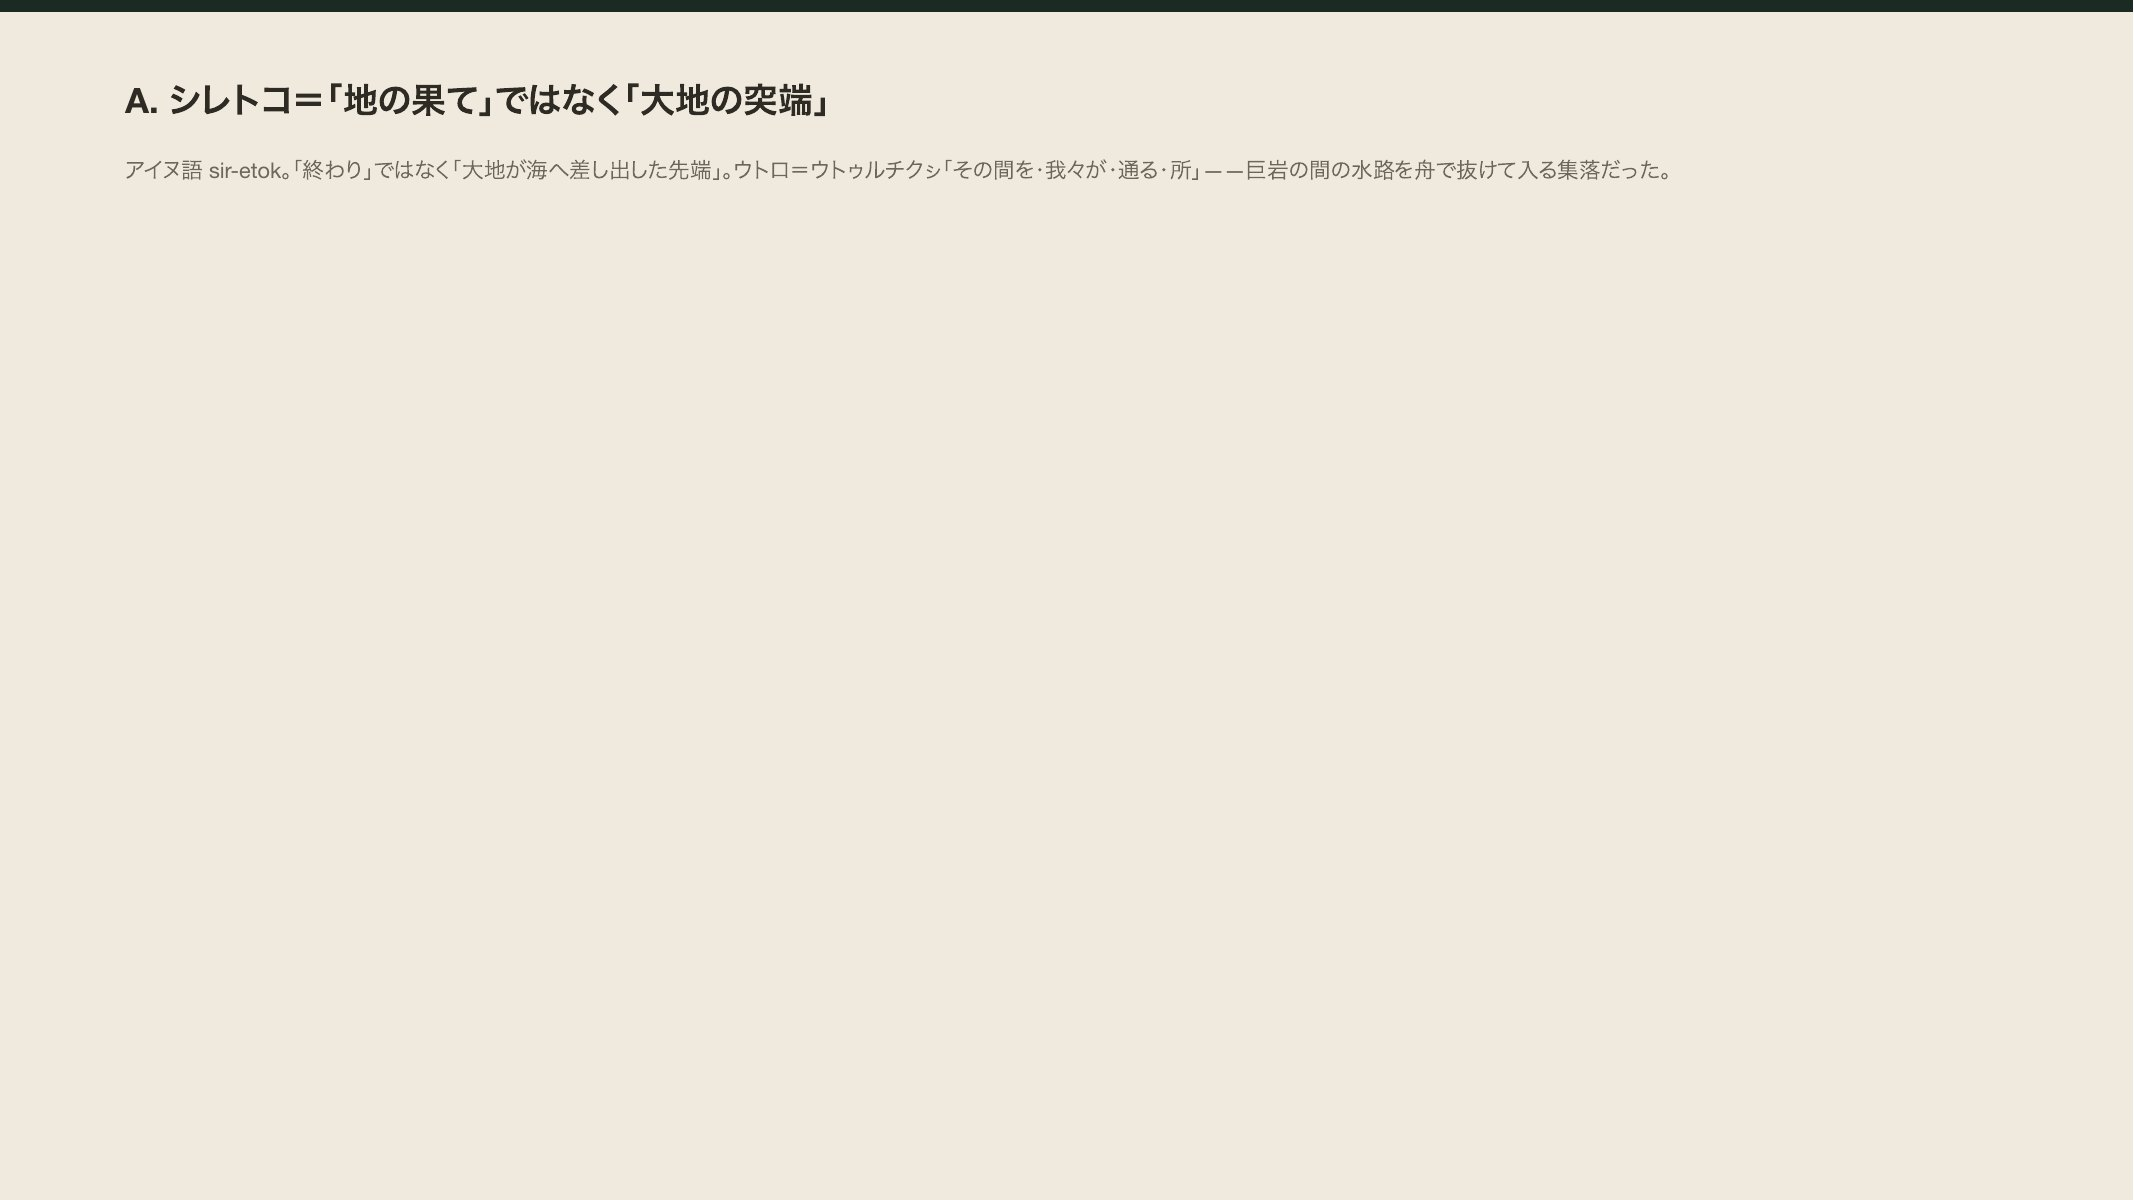 A. シレトコ＝「地の果て」ではなく「大地の突端」
アイヌ語 sir-etok。「終わり」ではなく「大地が海へ差し出した先端」。ウトロ＝ウトゥルチクㇱ「その間を·我々が·通る·所」——巨岩の間の水路を舟で抜けて入る集落だった。